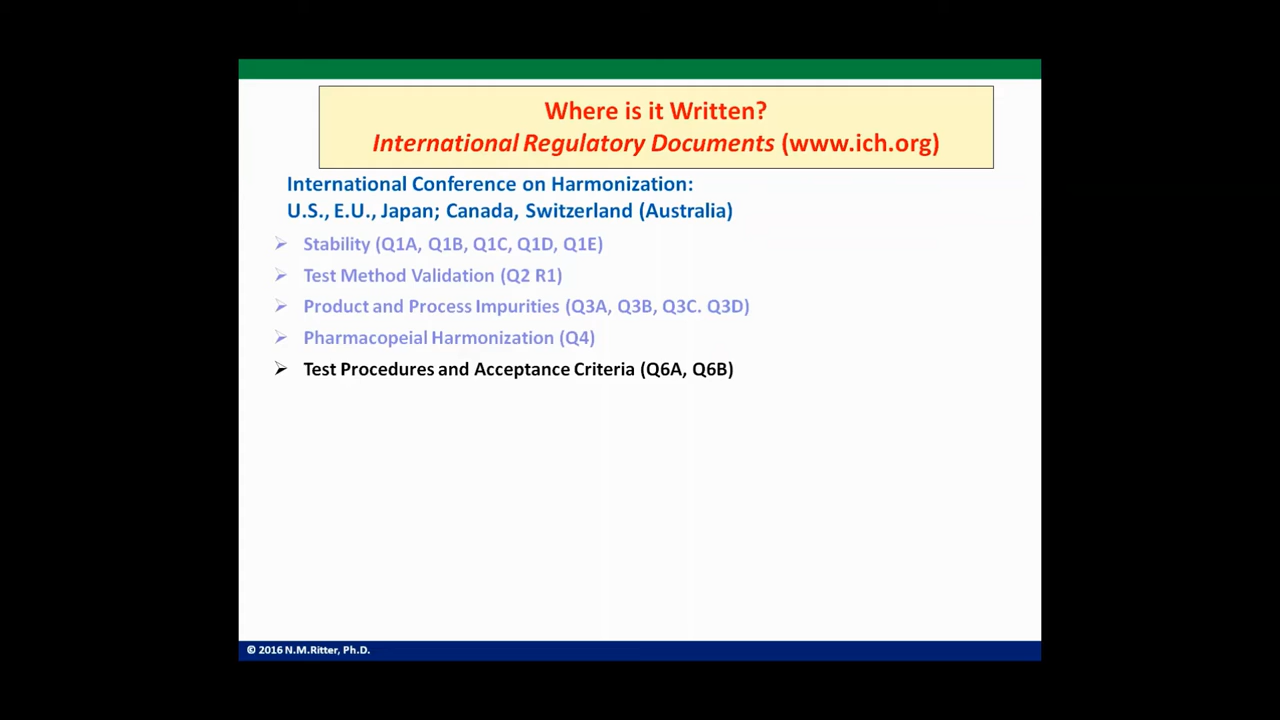 Where is it Written?
International Regulatory Documents (www.ich.org)
International Conference on Harmonization:
U.S., E.U., Japan; Canada, Switzerland (Australia)
➢ Stability (Q1A, Q1B, Q1C, Q1D, Q1E)
➢ Test Method Validation (Q2 R1)
➢ Product and Process Impurities (Q3A, Q3B, Q3C. Q3D)
➢ Pharmacopeial Harmonization (Q4)
➢ Test Procedures and Acceptance Criteria (Q6A, Q6B)
© 2016 N.M.Ritter, Ph.D.